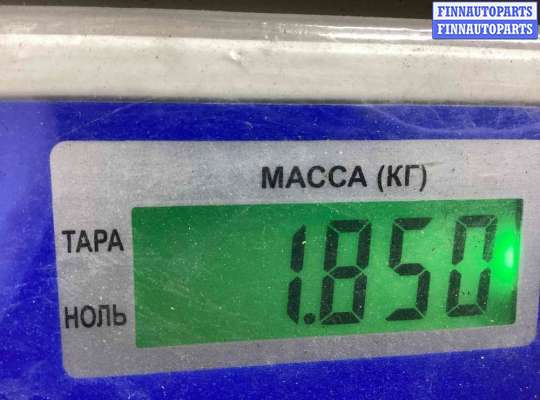 FINNAUTOPARTS
FINNAUTOPARTS
МАССА (КГ)
ТАРА
1.850
НОЛЬ